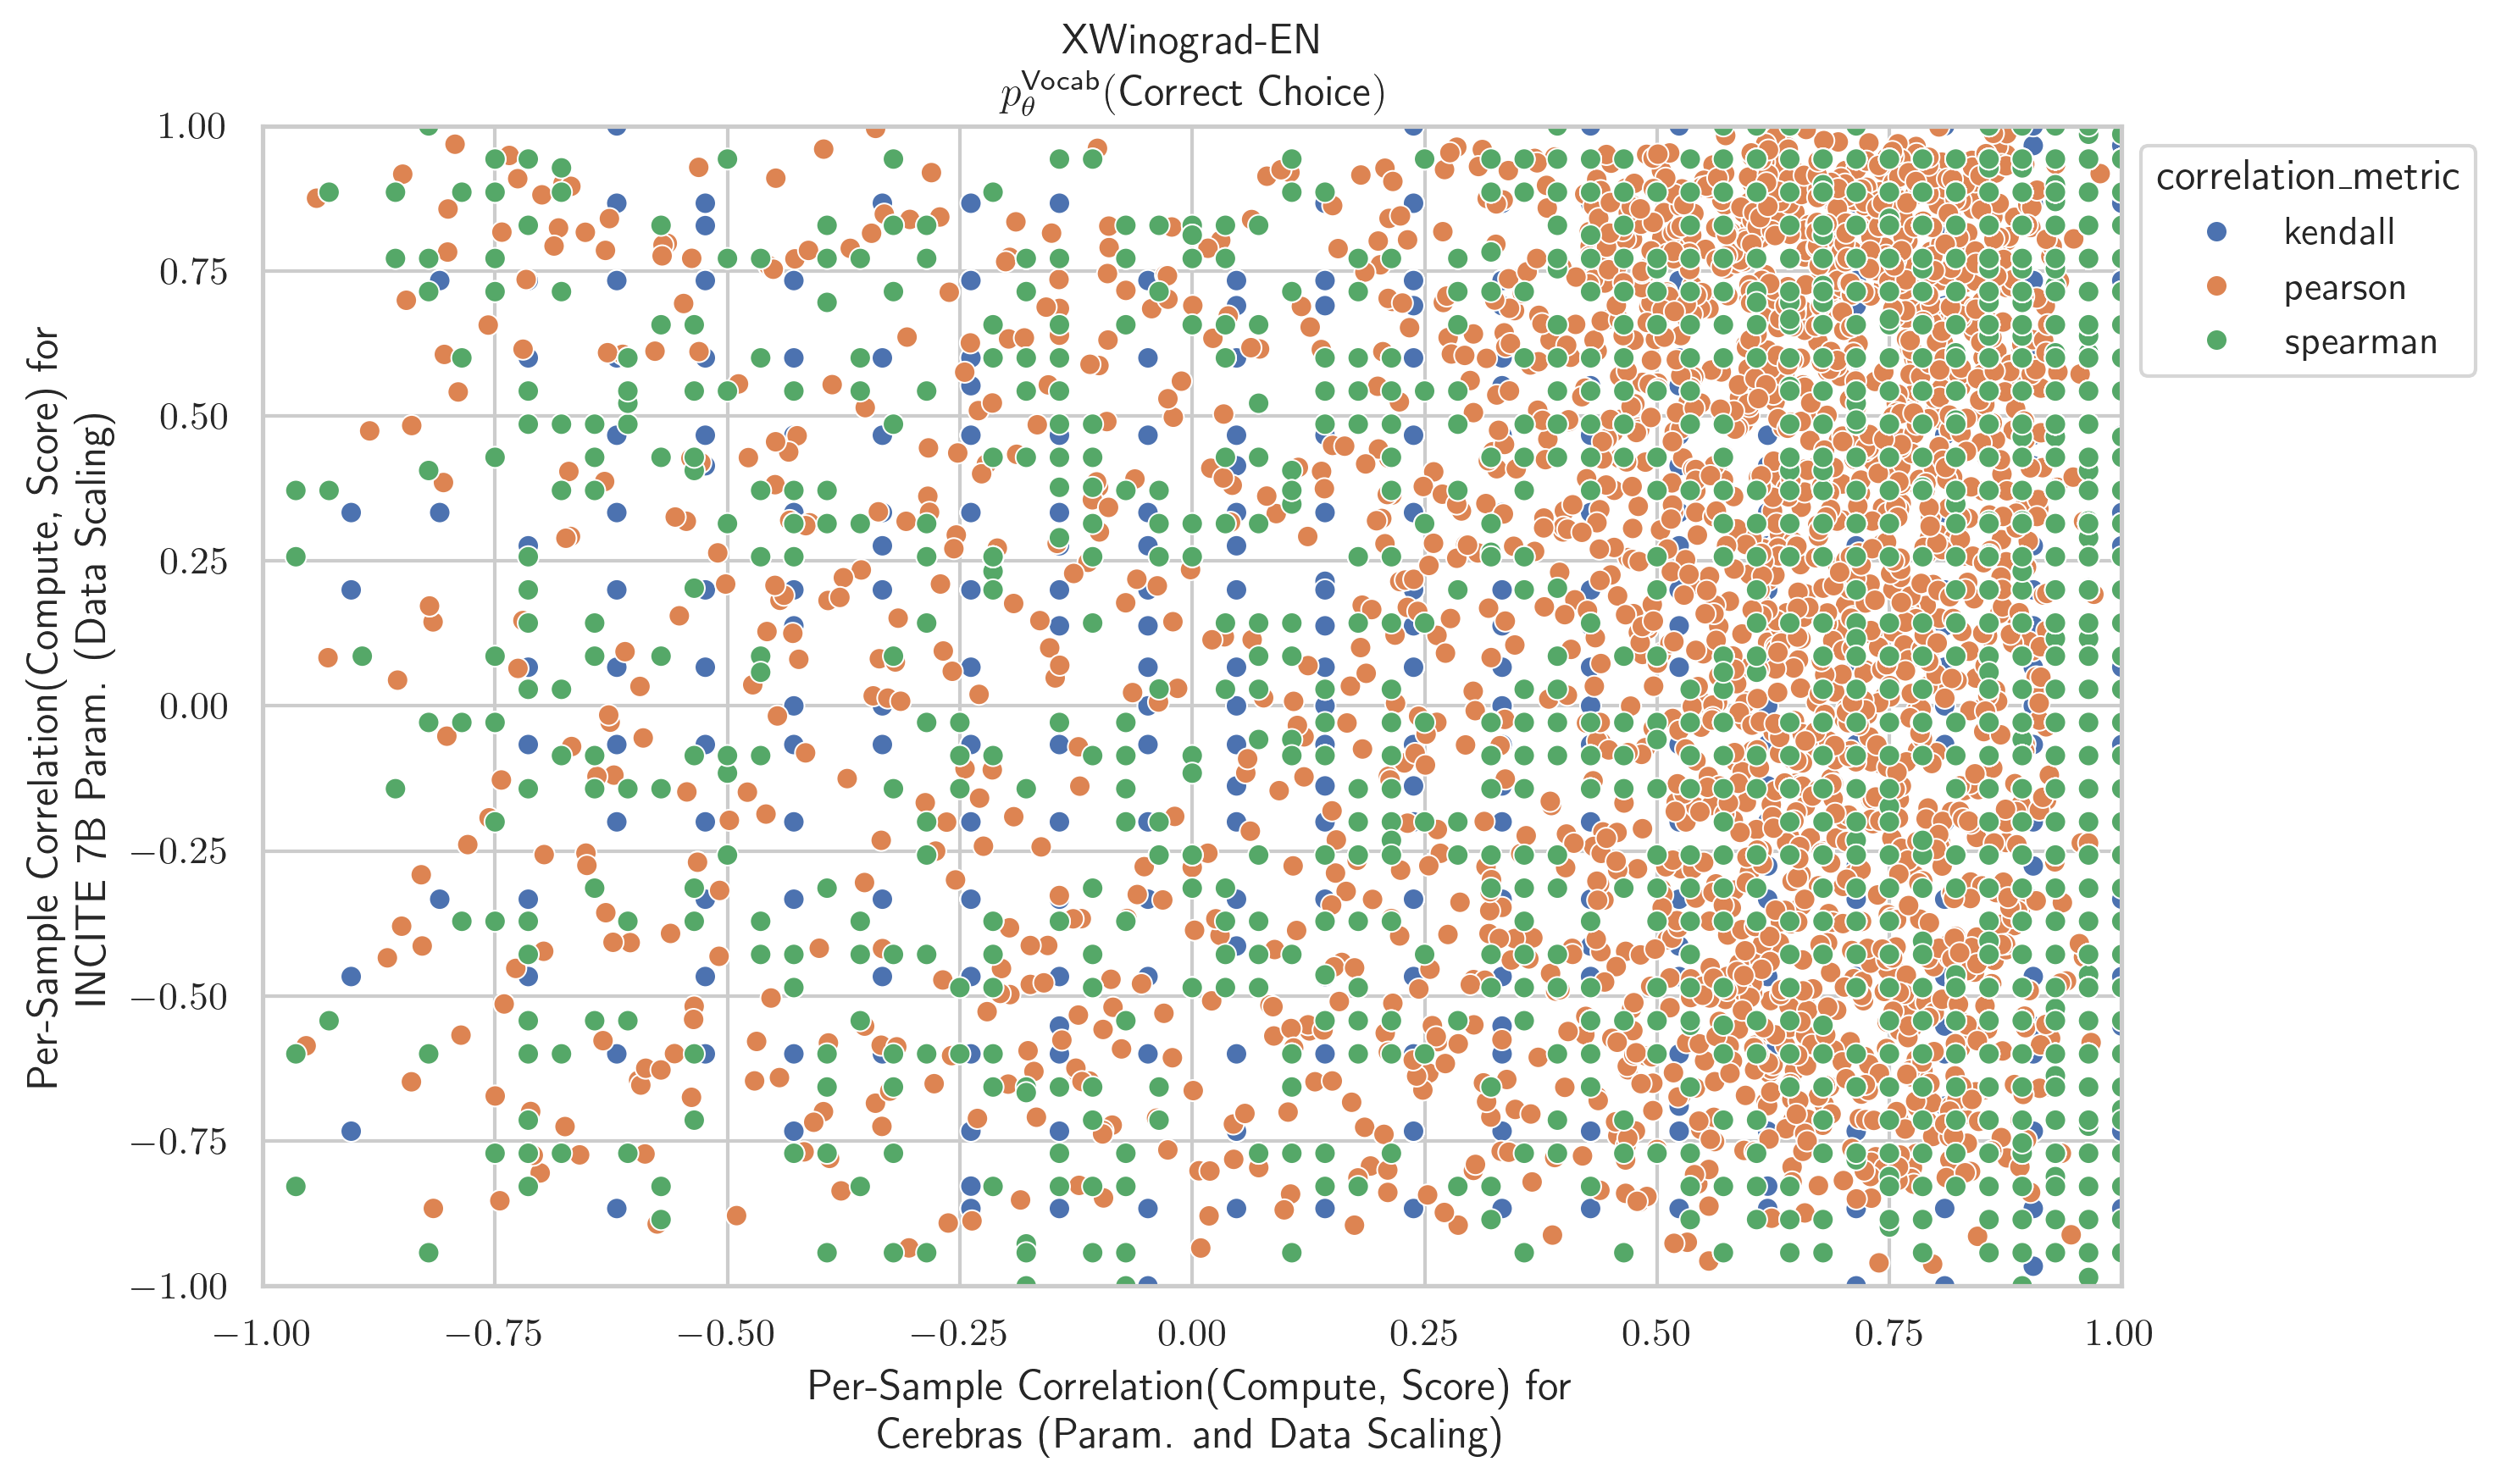 XWinograd-EN
p_θ^Vocab(Correct Choice)
Per-Sample Correlation(Compute, Score) for
INCITE 7B Param. (Data Scaling)
1.00
0.75
0.50
0.25
0.00
−0.25
−0.50
−0.75
−1.00
correlation_metric
kendall
pearson
spearman
−1.00 −0.75 −0.50 −0.25 0.00 0.25 0.50 0.75 1.00
Per-Sample Correlation(Compute, Score) for
Cerebras (Param. and Data Scaling)